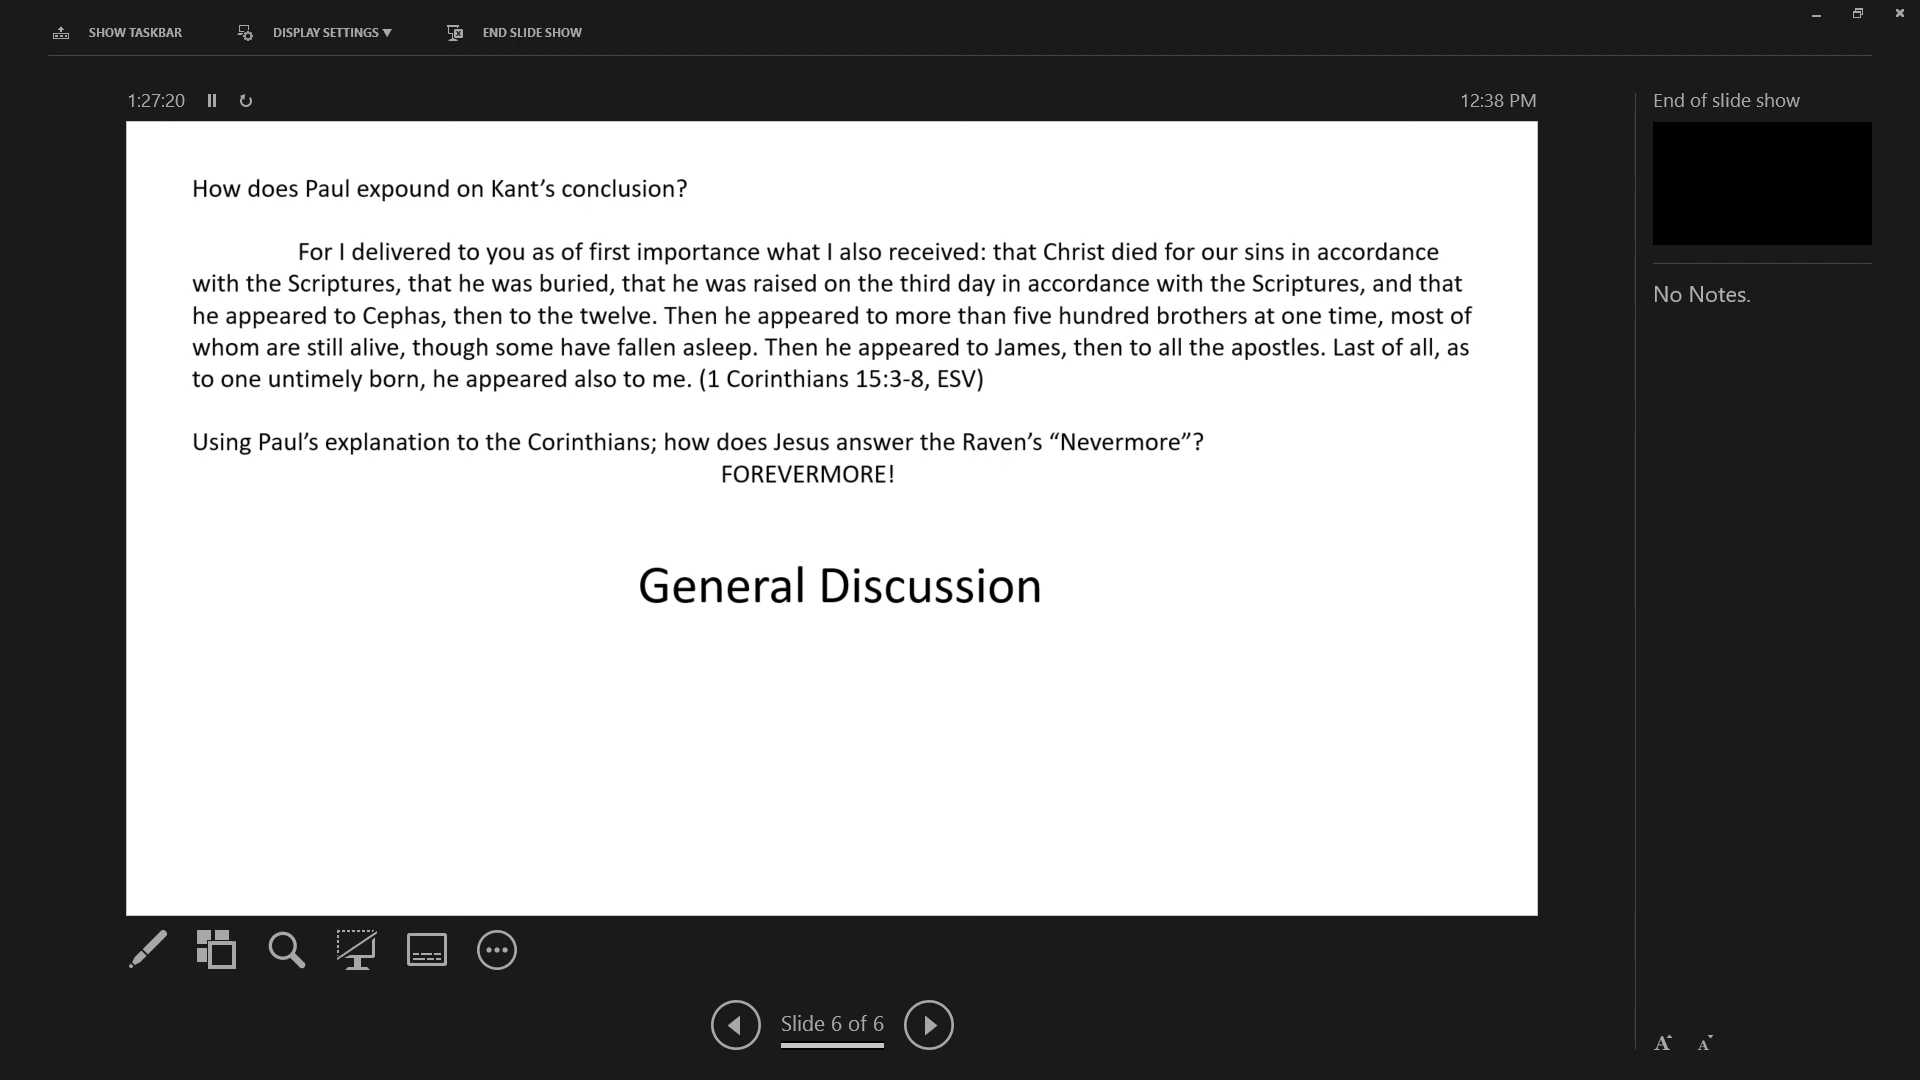 SHOW TASKBAR
DISPLAY SETTINGS ▼
END SLIDE SHOW
1:27:20
12:38 PM
End of slide show
How does Paul expound on Kant’s conclusion?
For I delivered to you as of first importance what I also received: that Christ died for our sins in accordance
with the Scriptures, that he was buried, that he was raised on the third day in accordance with the Scriptures, and that
he appeared to Cephas, then to the twelve. Then he appeared to more than five hundred brothers at one time, most of
whom are still alive, though some have fallen asleep. Then he appeared to James, then to all the apostles. Last of all, as
to one untimely born, he appeared also to me. (1 Corinthians 15:3-8, ESV)
Using Paul’s explanation to the Corinthians; how does Jesus answer the Raven’s “Nevermore”?
FOREVERMORE!
General Discussion
No Notes.
Slide 6 of 6
A
A